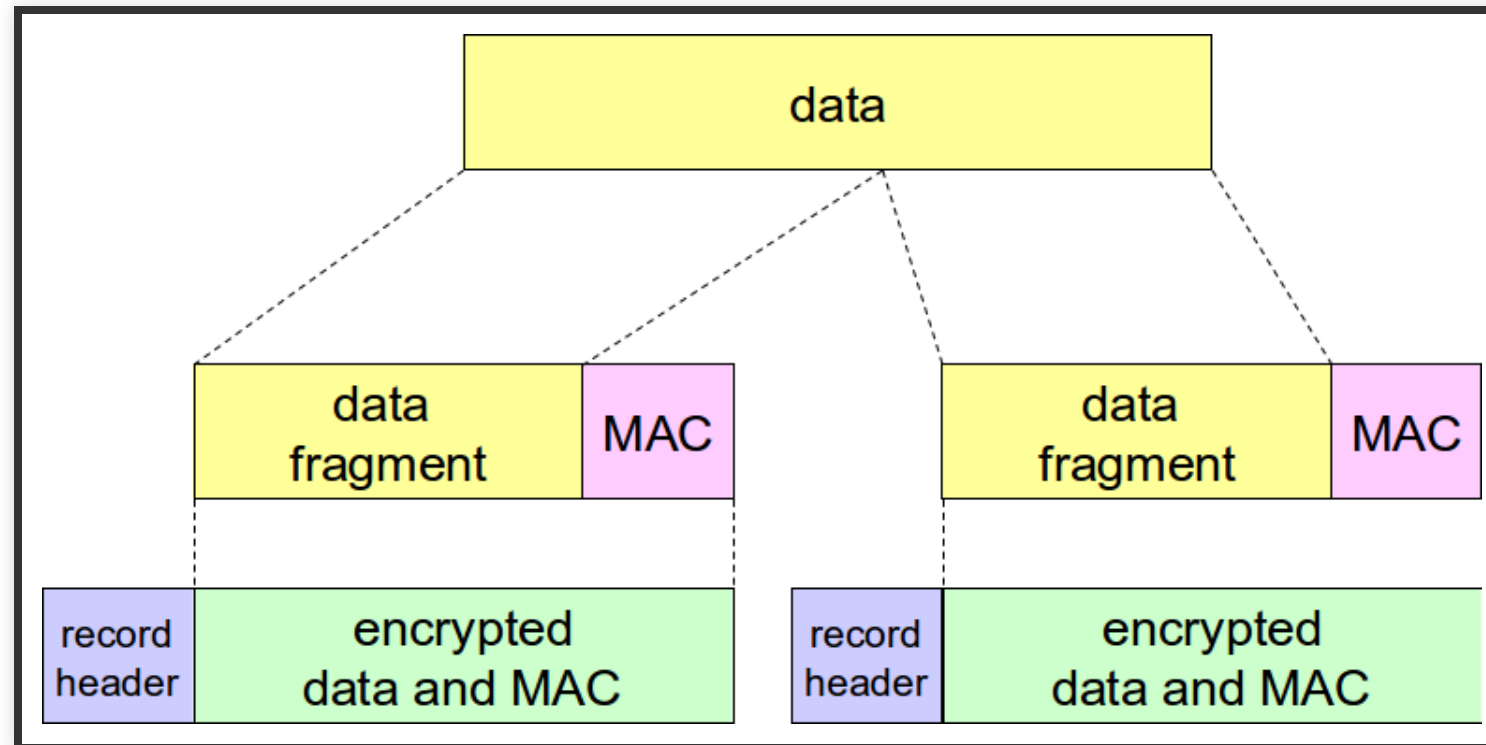 data
data
fragment
MAC
data
fragment
MAC
record
header
encrypted
data and MAC
record
header
encrypted
data and MAC